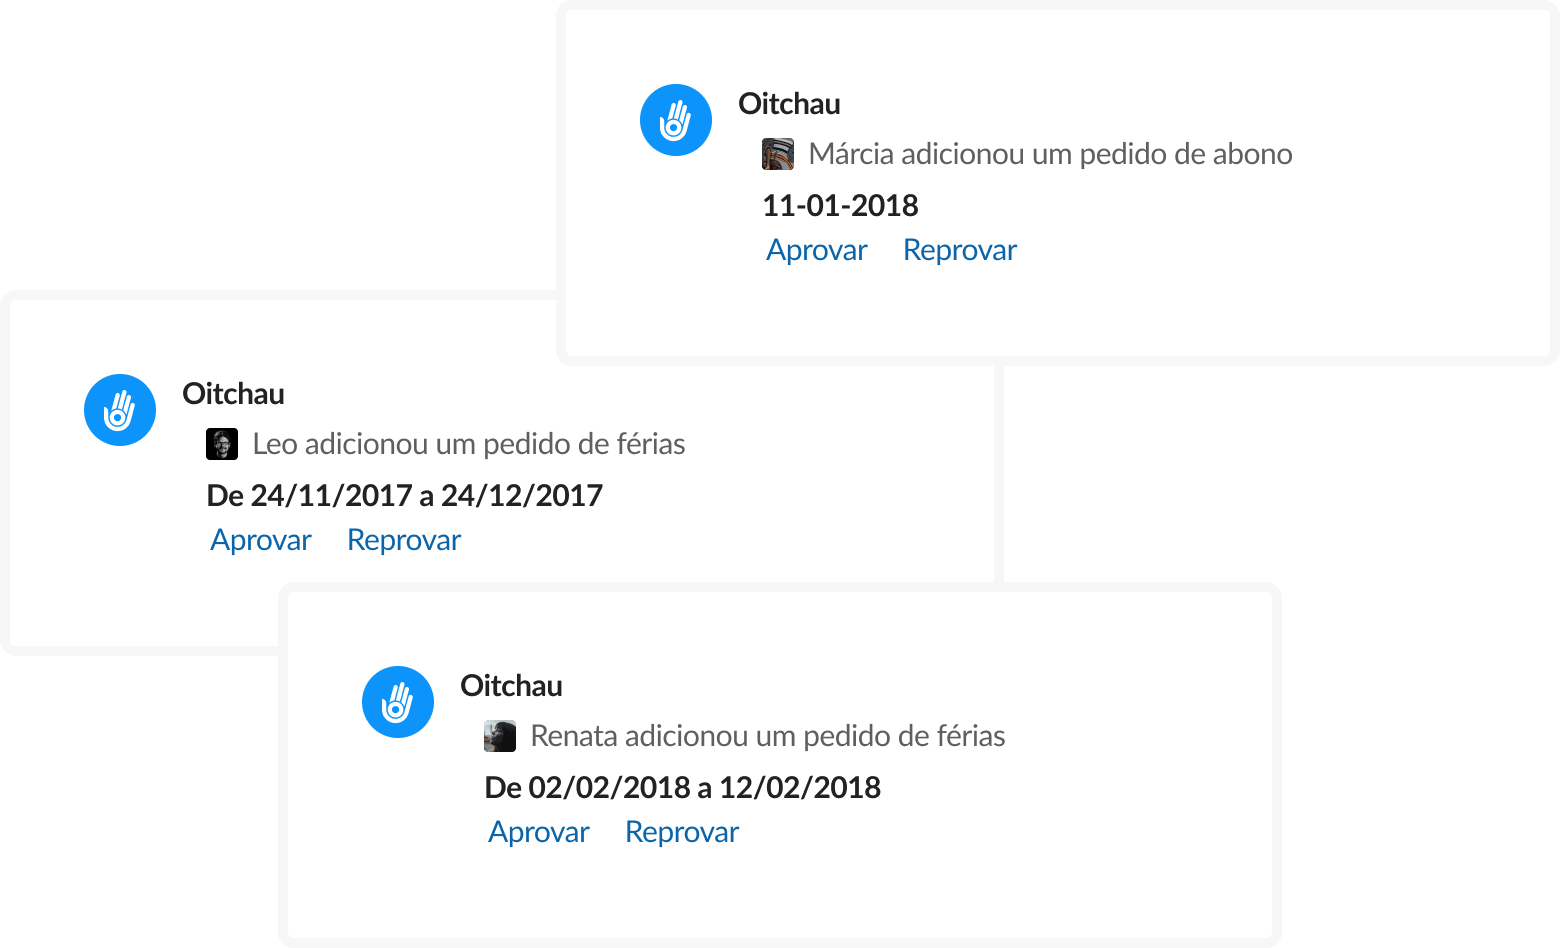 Oitchau
Márcia adicionou um pedido de abono
11-01-2018
Aprovar Reprovar
Oitchau
Leo adicionou um pedido de férias
De 24/11/2017 a 24/12/2017
Aprovar Reprovar
Oitchau
Renata adicionou um pedido de férias
De 02/02/2018 a 12/02/2018
Aprovar Reprovar